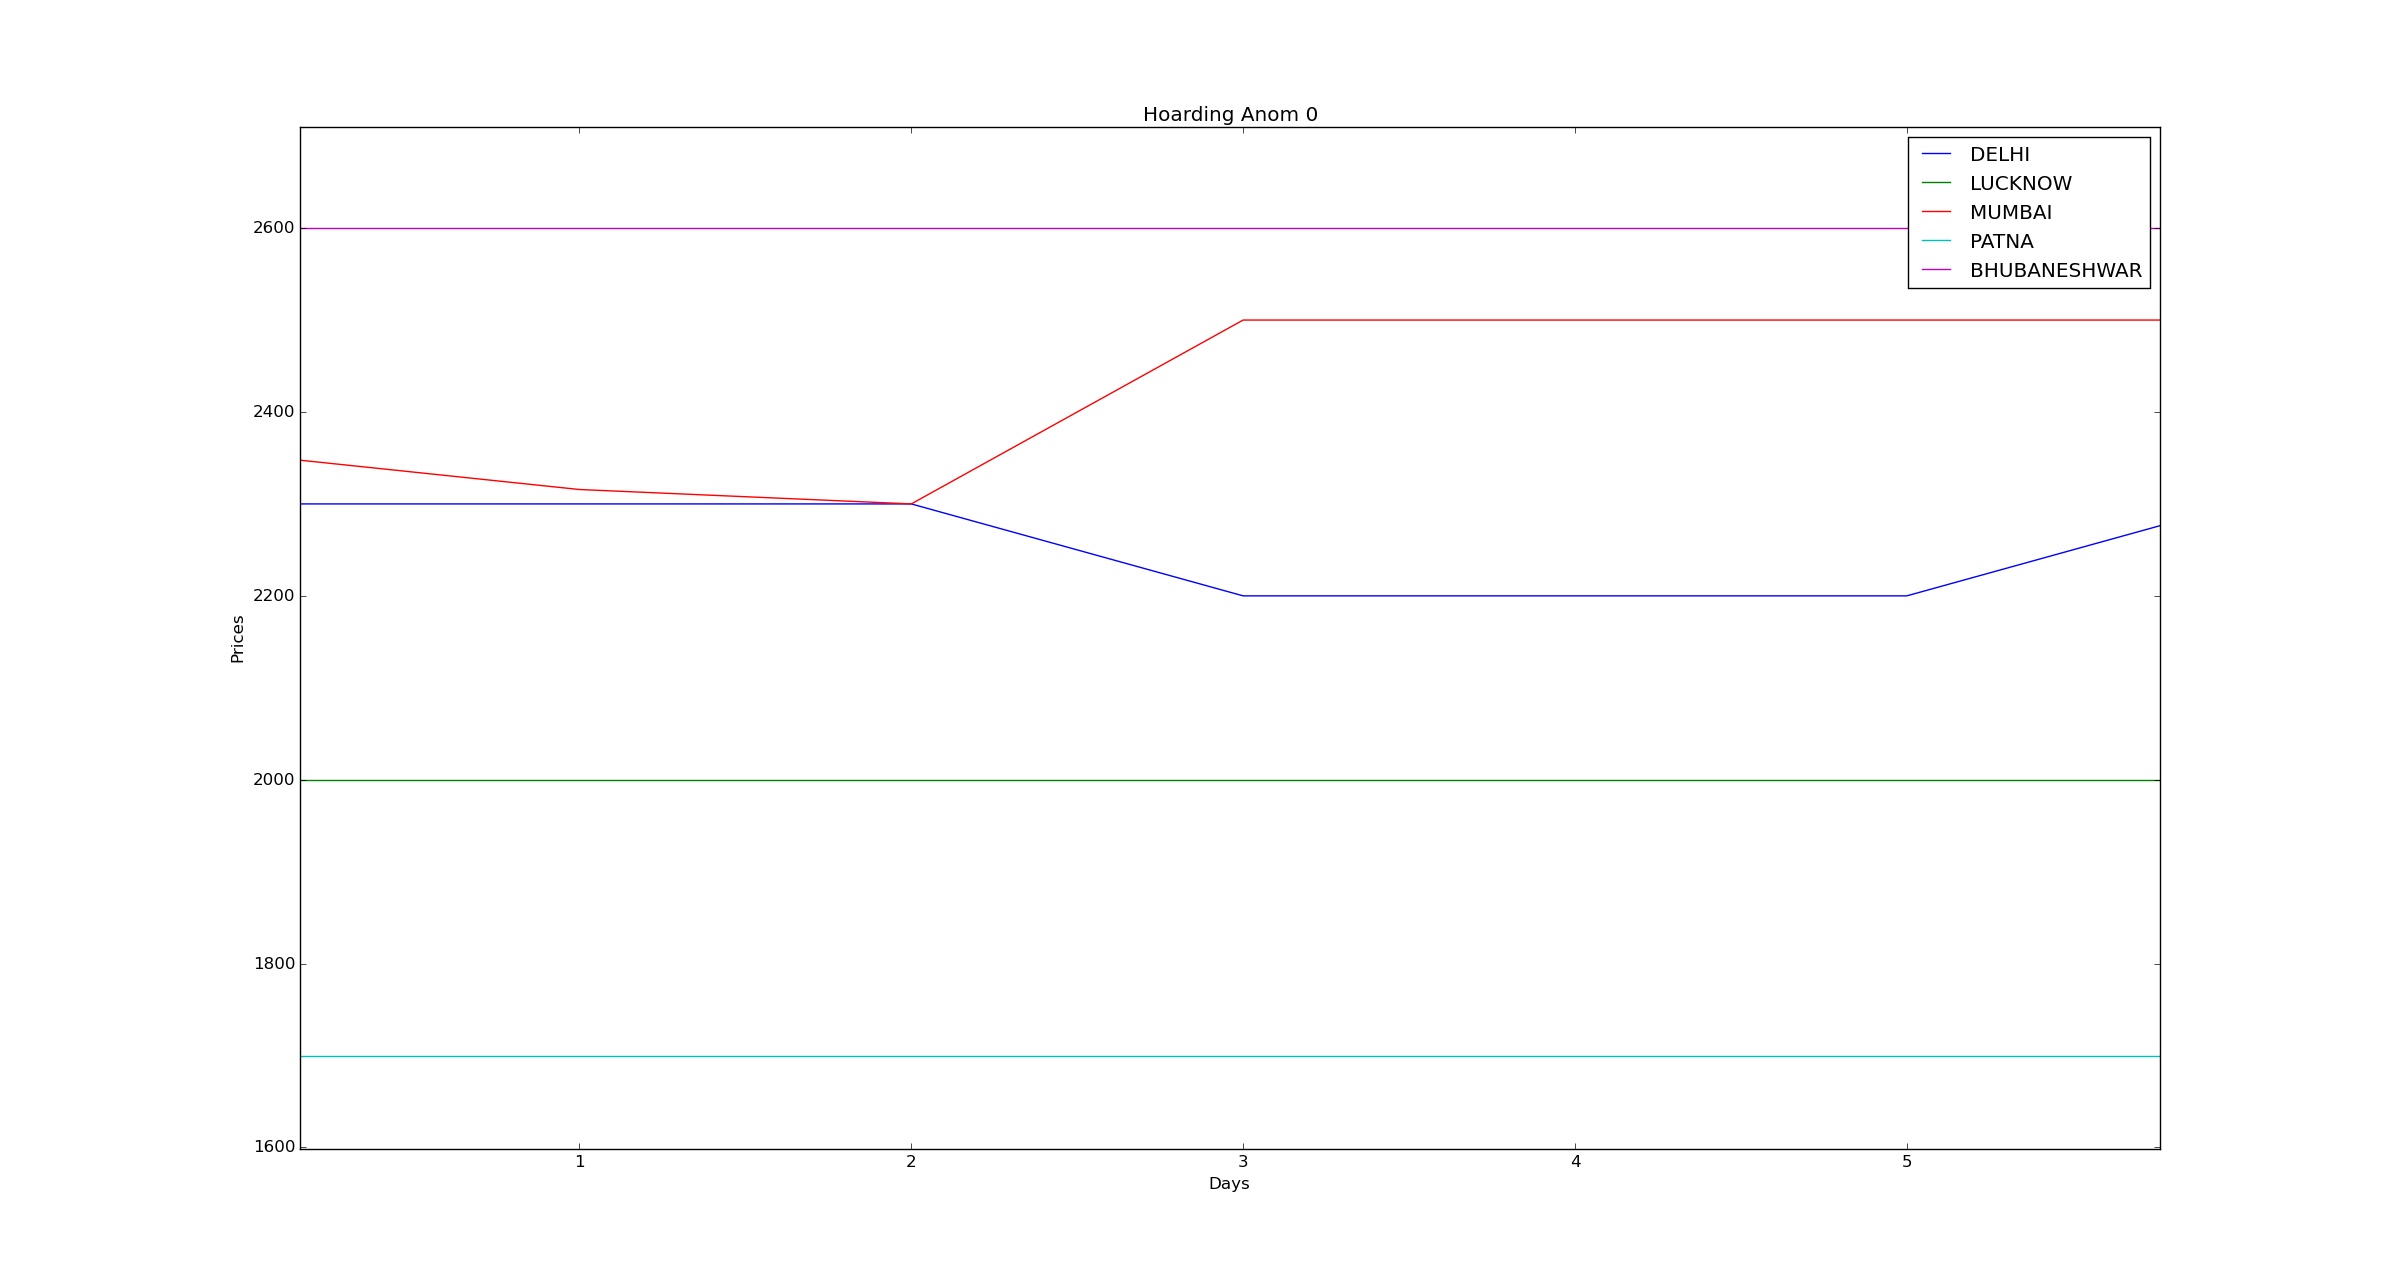 Hoarding Anom 0
DELHI
LUCKNOW
MUMBAI
PATNA
BHUBANESHWAR
2600
2400
2200
2000
1800
1600
Prices
1 2 3 4 5
Days